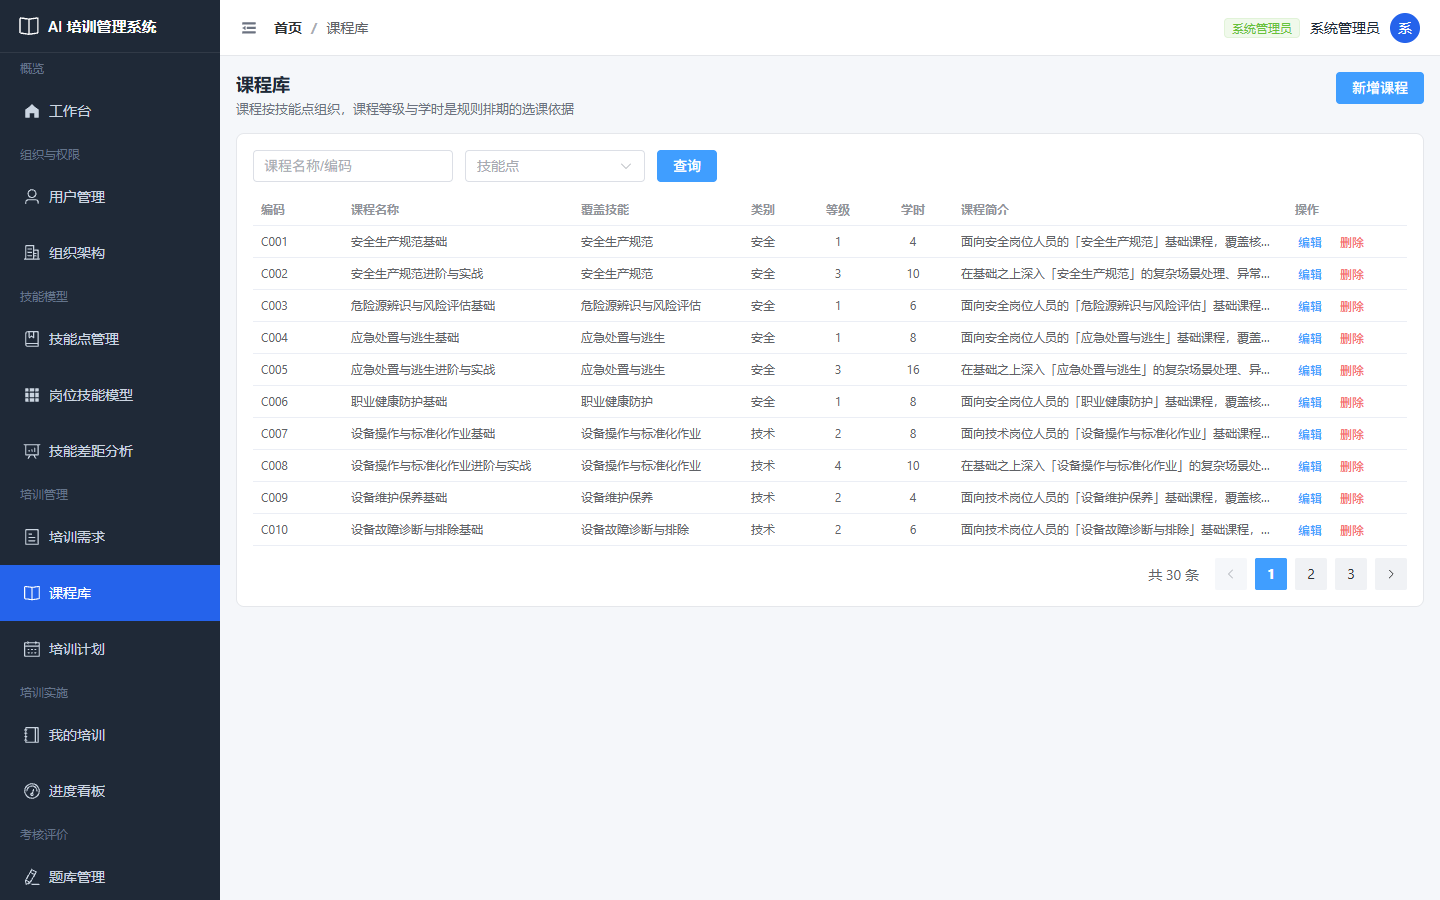 AI 培训管理系统
概览
工作台
组织与权限
用户管理
组织架构
技能模型
技能点管理
岗位技能模型
技能差距分析
培训管理
培训需求
课程库
培训计划
培训实施
我的培训
进度看板
考核评价
题库管理
首页 / 课程库
系统管理员 系统管理员 系
课程库
课程按技能点组织，课程等级与学时是规则排期的选课依据
新增课程
课程名称/编码 技能点 查询
编码 课程名称 覆盖技能 类别 等级 学时 课程简介 操作
C001 安全生产规范基础 安全生产规范 安全 1 4 面向安全岗位人员的「安全生产规范」基础课程，覆盖核... 编辑 删除
C002 安全生产规范进阶与实战 安全生产规范 安全 3 10 在基础之上深入「安全生产规范」的复杂场景处理、异常... 编辑 删除
C003 危险源辨识与风险评估基础 危险源辨识与风险评估 安全 1 6 面向安全岗位人员的「危险源辨识与风险评估」基础课程... 编辑 删除
C004 应急处置与逃生基础 应急处置与逃生 安全 1 8 面向安全岗位人员的「应急处置与逃生」基础课程，覆盖... 编辑 删除
C005 应急处置与逃生进阶与实战 应急处置与逃生 安全 3 16 在基础之上深入「应急处置与逃生」的复杂场景处理、异... 编辑 删除
C006 职业健康防护基础 职业健康防护 安全 1 8 面向安全岗位人员的「职业健康防护」基础课程，覆盖核... 编辑 删除
C007 设备操作与标准化作业基础 设备操作与标准化作业 技术 2 8 面向技术岗位人员的「设备操作与标准化作业」基础课程... 编辑 删除
C008 设备操作与标准化作业进阶与实战 设备操作与标准化作业 技术 4 10 在基础之上深入「设备操作与标准化作业」的复杂场景处... 编辑 删除
C009 设备维护保养基础 设备维护保养 技术 2 4 面向技术岗位人员的「设备维护保养」基础课程，覆盖核... 编辑 删除
C010 设备故障诊断与排除基础 设备故障诊断与排除 技术 2 6 面向技术岗位人员的「设备故障诊断与排除」基础课程，... 编辑 删除
共 30 条 1 2 3